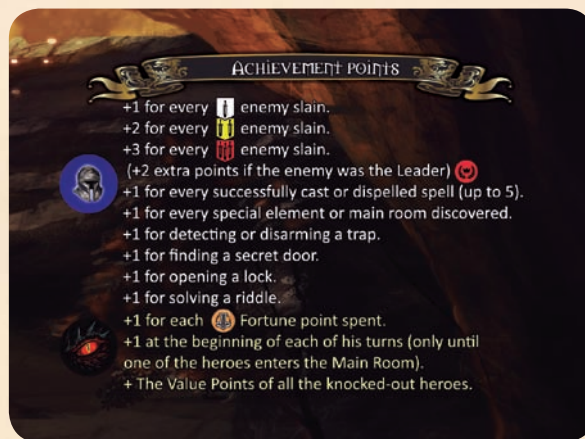 ACHIEVEMENT POINTS
+1 for every enemy slain.
+2 for every enemy slain.
+3 for every enemy slain.
(+2 extra points if the enemy was the Leader)
+1 for every successfully cast or dispelled spell (up to 5).
+1 for every special element or main room discovered.
+1 for detecting or disarming a trap.
+1 for finding a secret door.
+1 for opening a lock.
+1 for solving a riddle.
+1 for each Fortune point spent.
+1 at the beginning of each of his turns (only until
one of the heroes enters the Main Room).
+ The Value Points of all the knocked-out heroes.